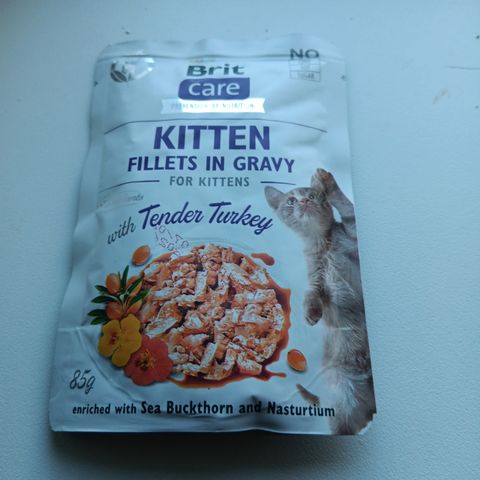 Brit
care
NO
KITTEN
FILLETS IN GRAVY
FOR KITTENS
with Tender Turkey
85g
enriched with Sea Buckthorn and Nasturtium